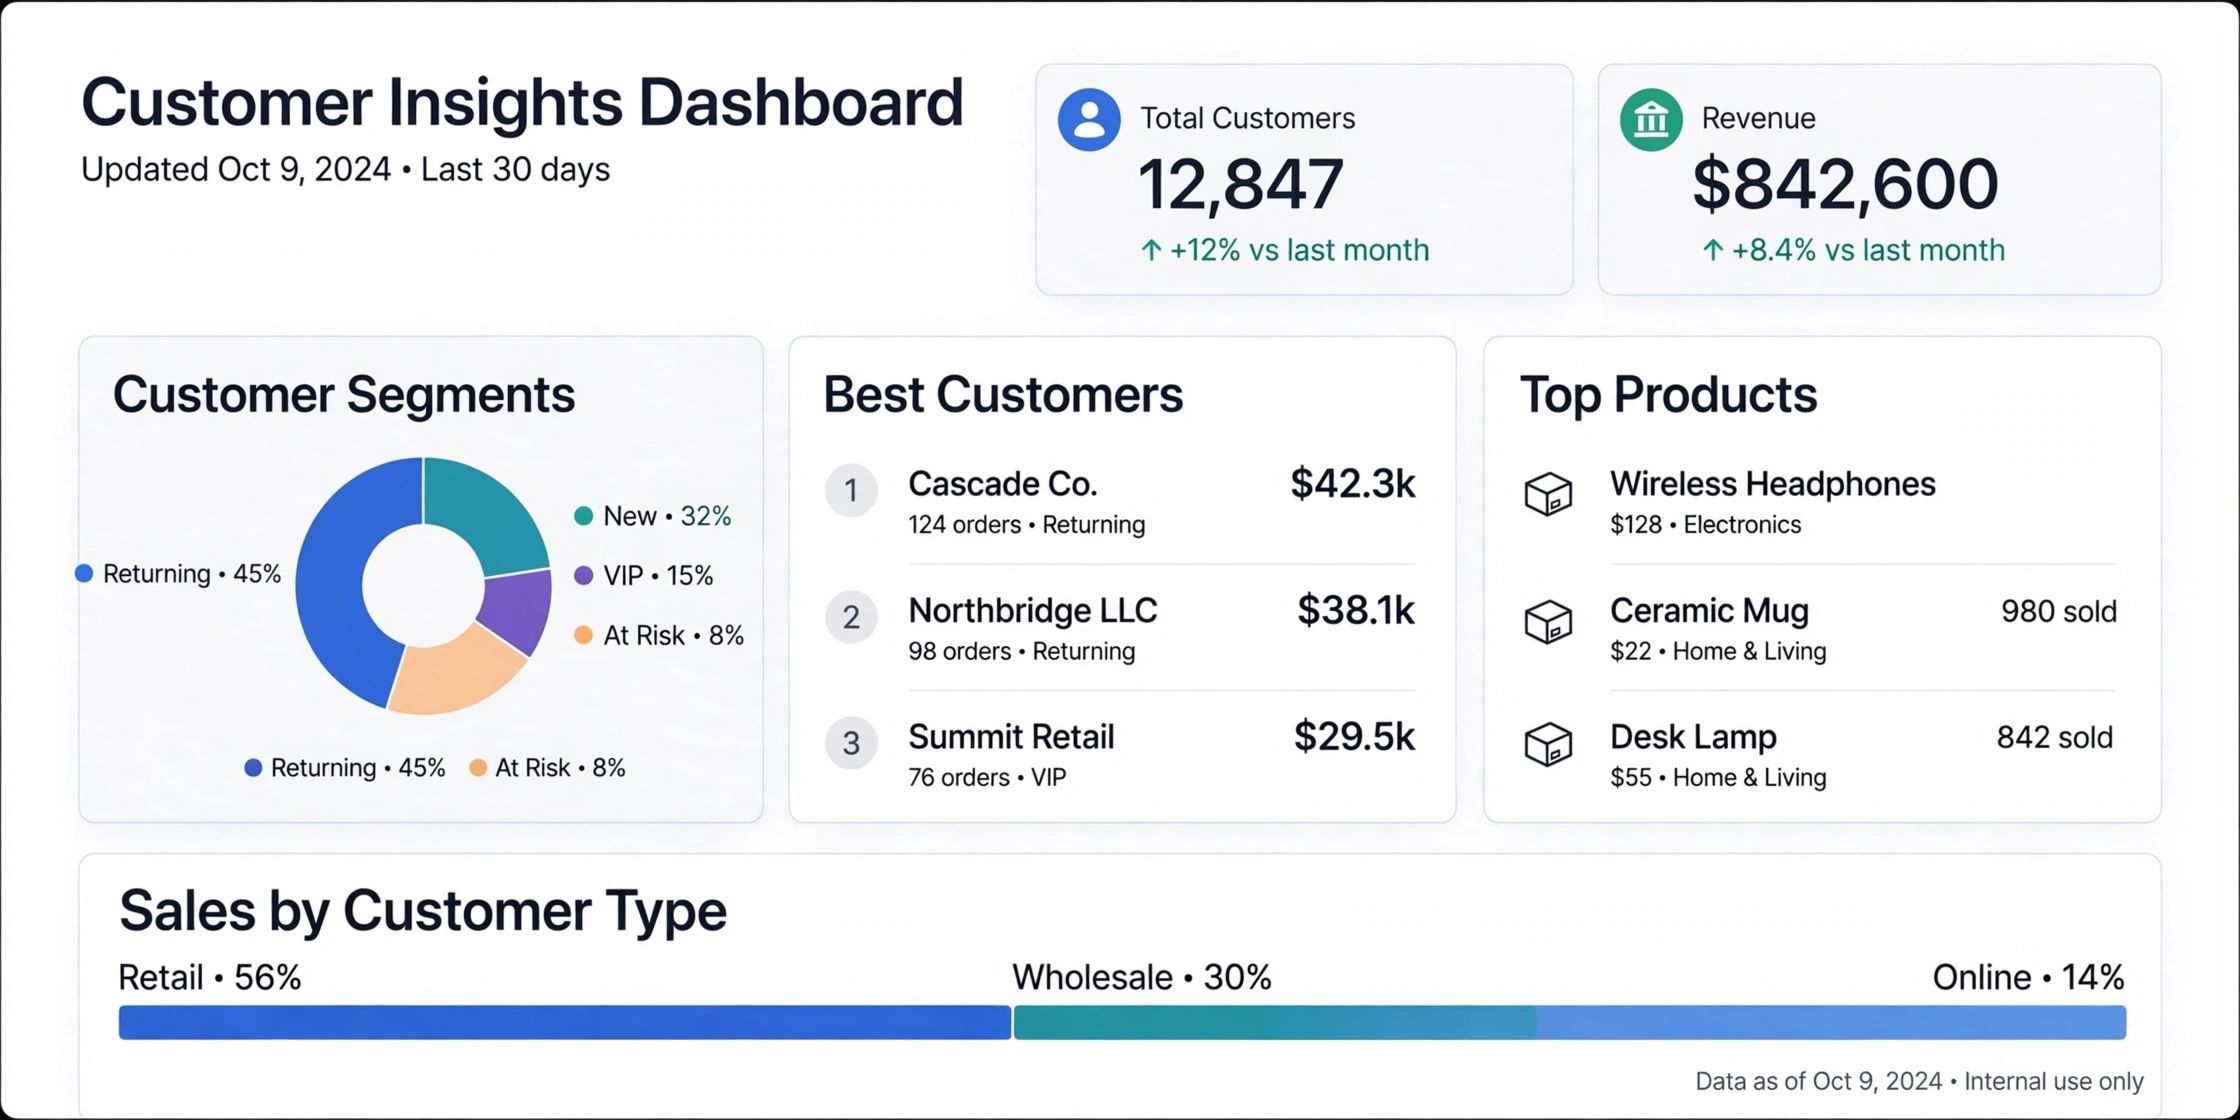 Customer Insights Dashboard
Updated Oct 9, 2024 • Last 30 days
Total Customers
12,847
↑ +12% vs last month
Revenue
$842,600
↑ +8.4% vs last month
Customer Segments
New • 32%
VIP • 15%
At Risk • 8%
Returning • 45%
Returning • 45% At Risk • 8%
Best Customers
1 Cascade Co. $42.3k
124 orders • Returning
2 Northbridge LLC $38.1k
98 orders • Returning
3 Summit Retail $29.5k
76 orders • VIP
Top Products
Wireless Headphones
$128 • Electronics
Ceramic Mug 980 sold
$22 • Home & Living
Desk Lamp 842 sold
$55 • Home & Living
Sales by Customer Type
Retail • 56% Wholesale • 30% Online • 14%
Data as of Oct 9, 2024 • Internal use only